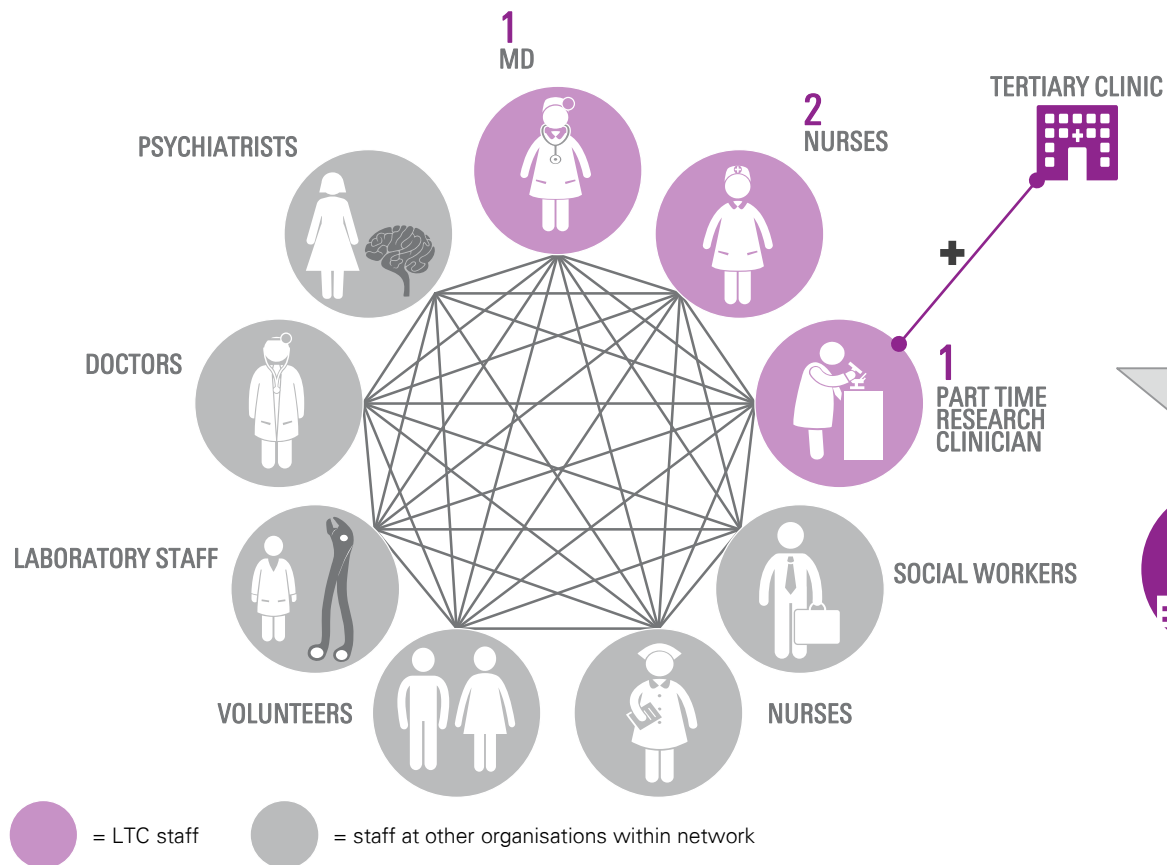 1
MD
TERTIARY CLINIC
2
NURSES
PSYCHIATRISTS
DOCTORS
1
PART TIME
RESEARCH
CLINICIAN
LABORATORY STAFF
SOCIAL WORKERS
VOLUNTEERS
NURSES
= LTC staff
= staff at other organisations within network